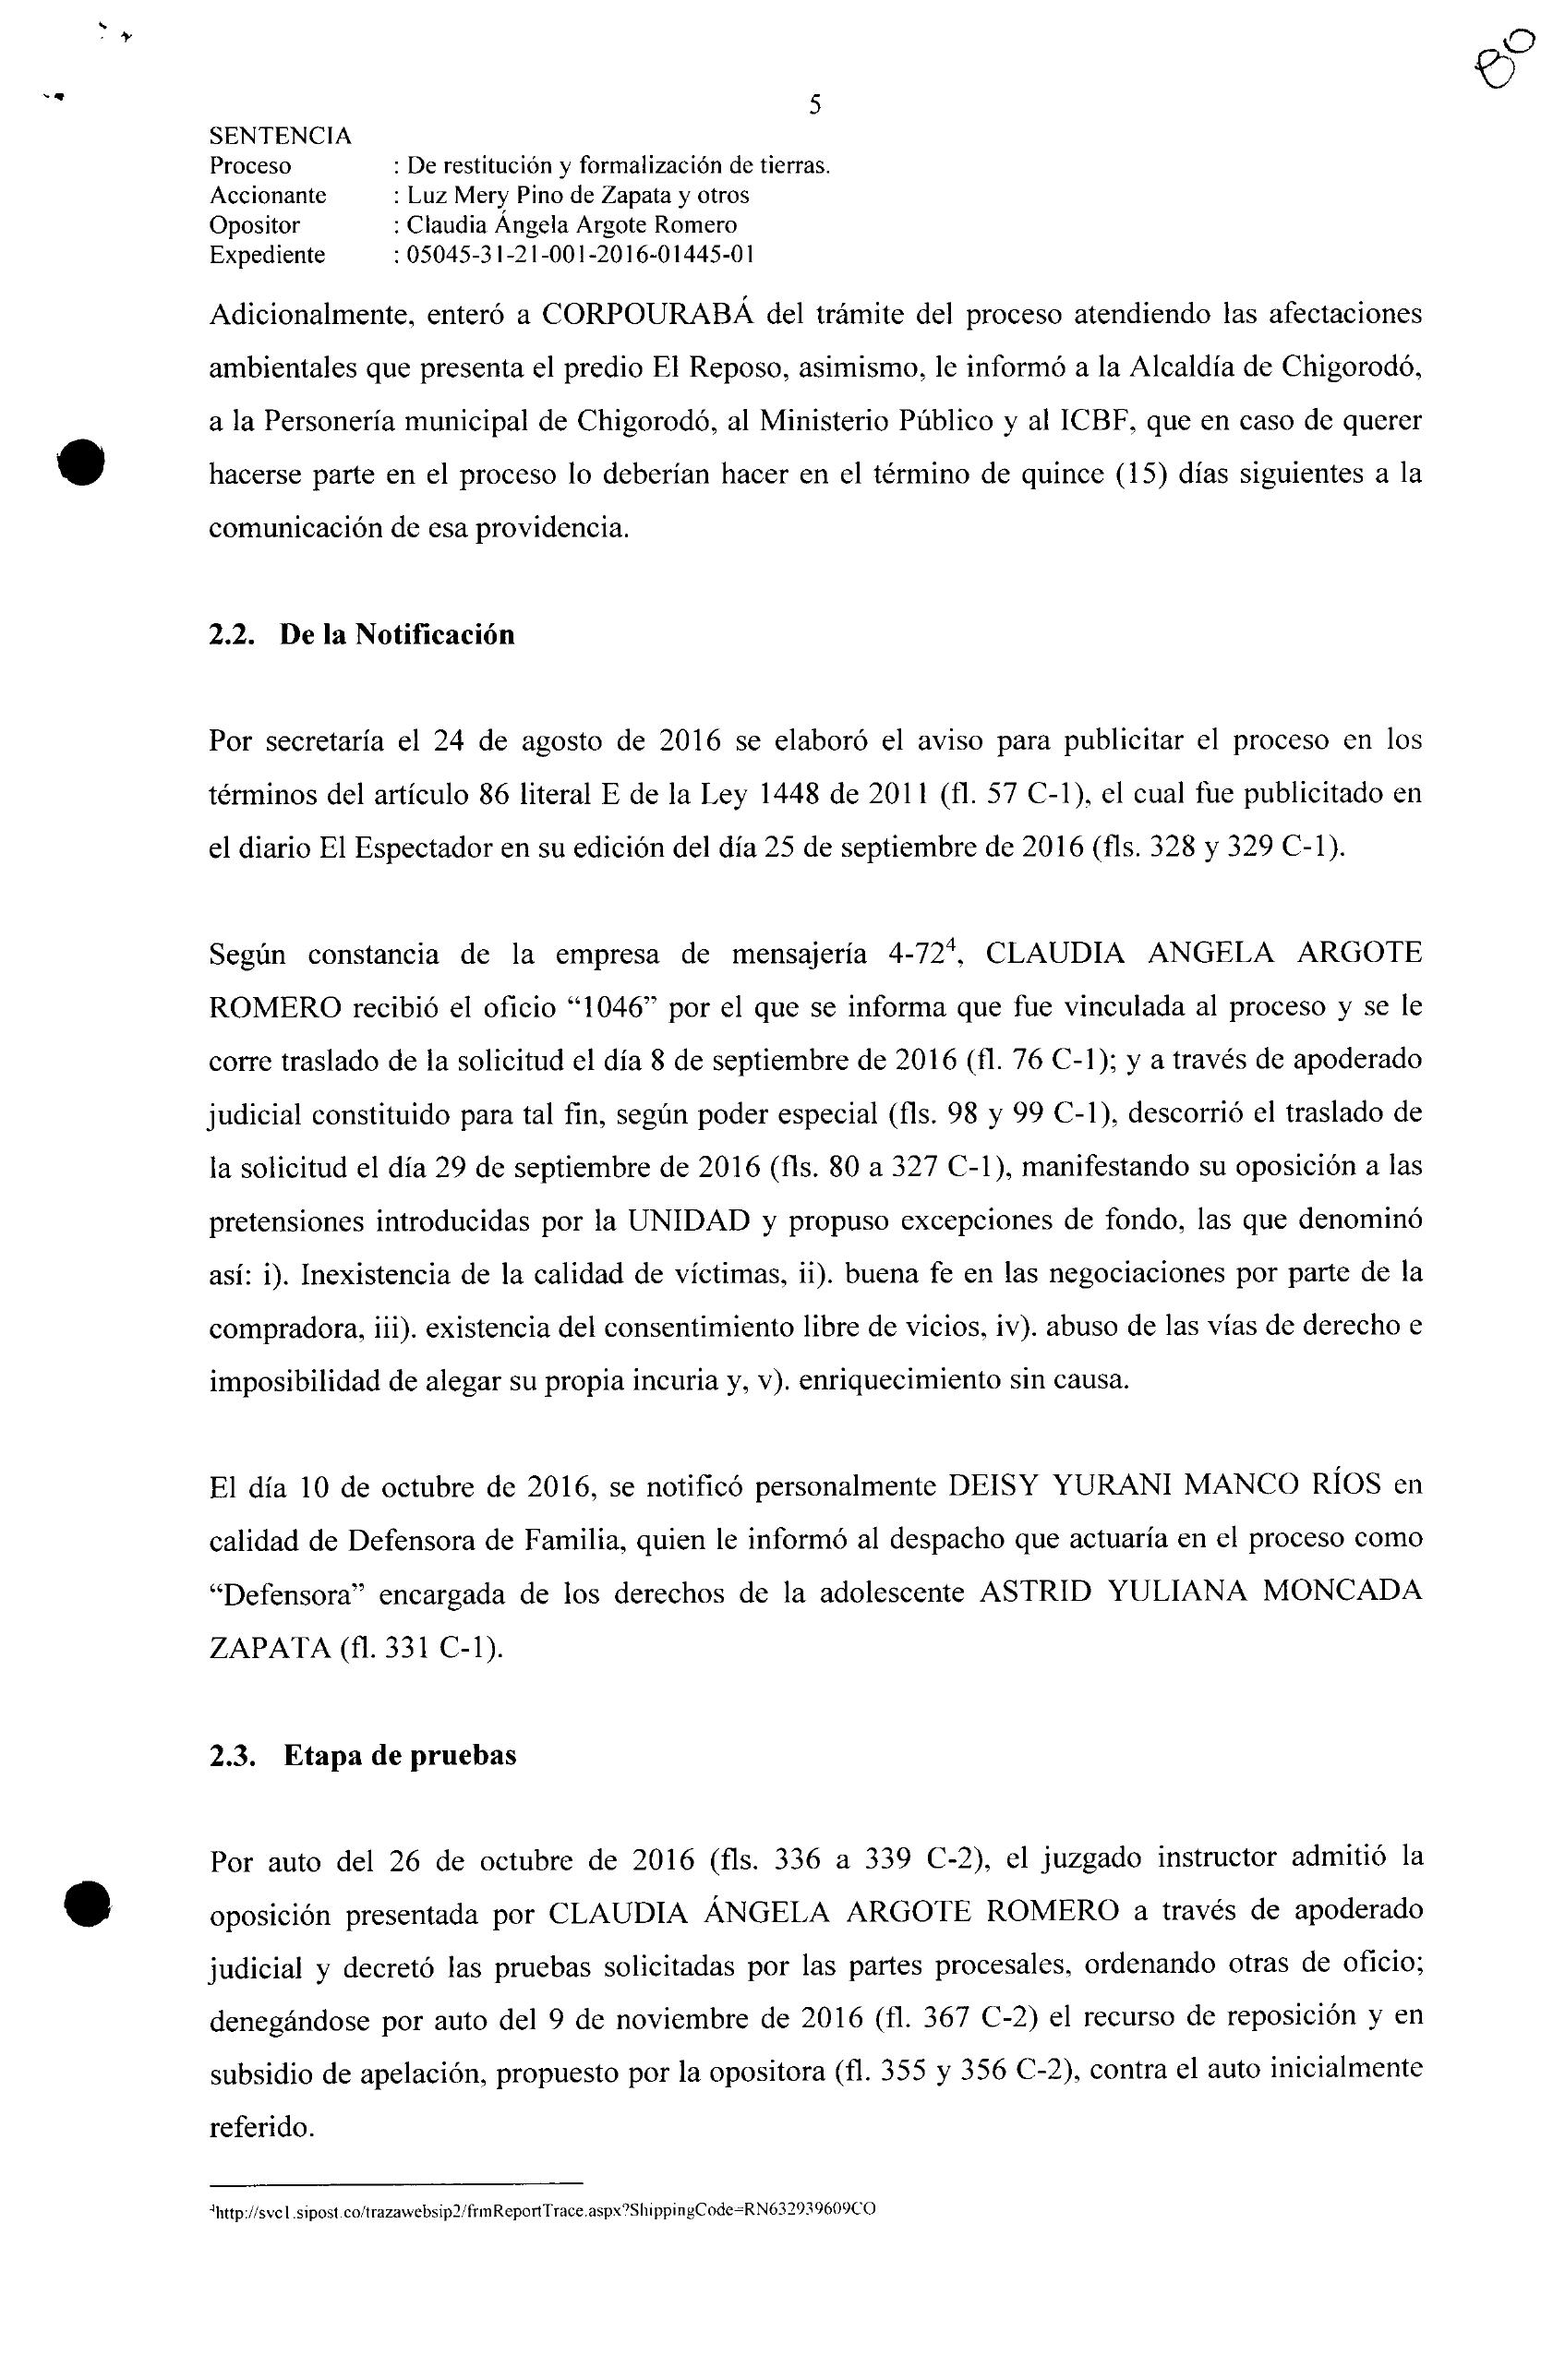 80
5
SENTENCIA
Proceso : De restitución y formalización de tierras.
Accionante : Luz Mery Pino de Zapata y otros
Opositor : Claudia Ángela Argote Romero
Expediente : 05045-31-21-001-2016-01445-01
Adicionalmente, enteró a CORPOURABÁ del trámite del proceso atendiendo las afectaciones
ambientales que presenta el predio El Reposo, asimismo, le informó a la Alcaldía de Chigorodó,
a la Personería municipal de Chigorodó, al Ministerio Público y al ICBF, que en caso de querer
hacerse parte en el proceso lo deberían hacer en el término de quince (15) días siguientes a la
comunicación de esa providencia.
2.2. De la Notificación
Por secretaría el 24 de agosto de 2016 se elaboró el aviso para publicitar el proceso en los
términos del artículo 86 literal E de la Ley 1448 de 2011 (fl. 57 C-1), el cual fue publicitado en
el diario El Espectador en su edición del día 25 de septiembre de 2016 (fls. 328 y 329 C-1).
Según constancia de la empresa de mensajería 4-72⁴, CLAUDIA ANGELA ARGOTE
ROMERO recibió el oficio “1046” por el que se informa que fue vinculada al proceso y se le
corre traslado de la solicitud el día 8 de septiembre de 2016 (fl. 76 C-1); y a través de apoderado
judicial constituido para tal fin, según poder especial (fls. 98 y 99 C-1), descorrió el traslado de
la solicitud el día 29 de septiembre de 2016 (fls. 80 a 327 C-1), manifestando su oposición a las
pretensiones introducidas por la UNIDAD y propuso excepciones de fondo, las que denominó
así: i). Inexistencia de la calidad de víctimas, ii). buena fe en las negociaciones por parte de la
compradora, iii). existencia del consentimiento libre de vicios, iv). abuso de las vías de derecho e
imposibilidad de alegar su propia incuria y, v). enriquecimiento sin causa.
El día 10 de octubre de 2016, se notificó personalmente DEISY YURANI MANCO RÍOS en
calidad de Defensora de Familia, quien le informó al despacho que actuaría en el proceso como
“Defensora” encargada de los derechos de la adolescente ASTRID YULIANA MONCADA
ZAPATA (fl. 331 C-1).
2.3. Etapa de pruebas
Por auto del 26 de octubre de 2016 (fls. 336 a 339 C-2), el juzgado instructor admitió la
oposición presentada por CLAUDIA ÁNGELA ARGOTE ROMERO a través de apoderado
judicial y decretó las pruebas solicitadas por las partes procesales, ordenando otras de oficio;
denegándose por auto del 9 de noviembre de 2016 (fl. 367 C-2) el recurso de reposición y en
subsidio de apelación, propuesto por la opositora (fl. 355 y 356 C-2), contra el auto inicialmente
referido.
⁴http://svc1.sipost.co/trazawebsip2/frmReportTrace.aspx?ShippingCode=RN632939609CO